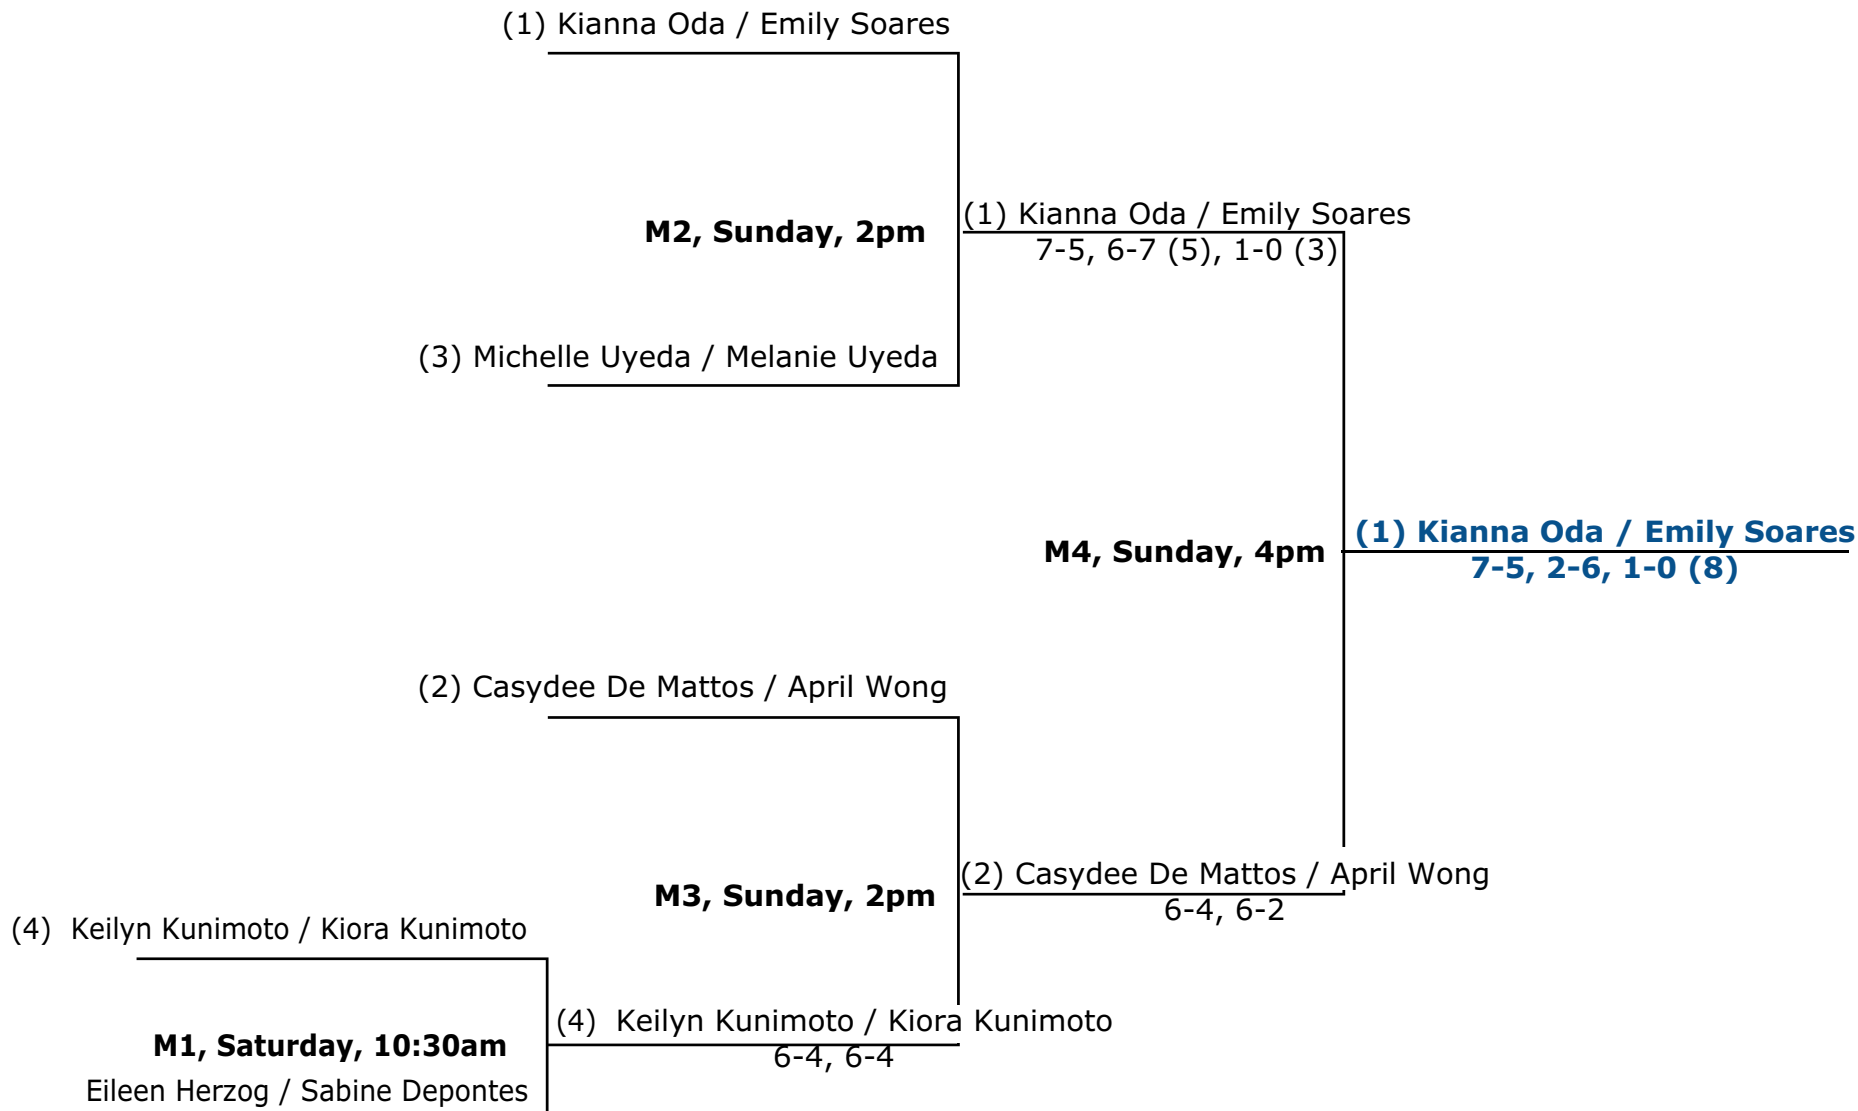 (1) Kianna Oda / Emily Soares
M2, Sunday, 2pm
(1) Kianna Oda / Emily Soares
7-5, 6-7 (5), 1-0 (3)
(3) Michelle Uyeda / Melanie Uyeda
M4, Sunday, 4pm
(1) Kianna Oda / Emily Soares
7-5, 2-6, 1-0 (8)
(2) Casydee De Mattos / April Wong
M3, Sunday, 2pm
(2) Casydee De Mattos / April Wong
6-4, 6-2
(4) Keilyn Kunimoto / Kiora Kunimoto
(4) Keilyn Kunimoto / Kiora Kunimoto
6-4, 6-4
M1, Saturday, 10:30am
Eileen Herzog / Sabine Depontes